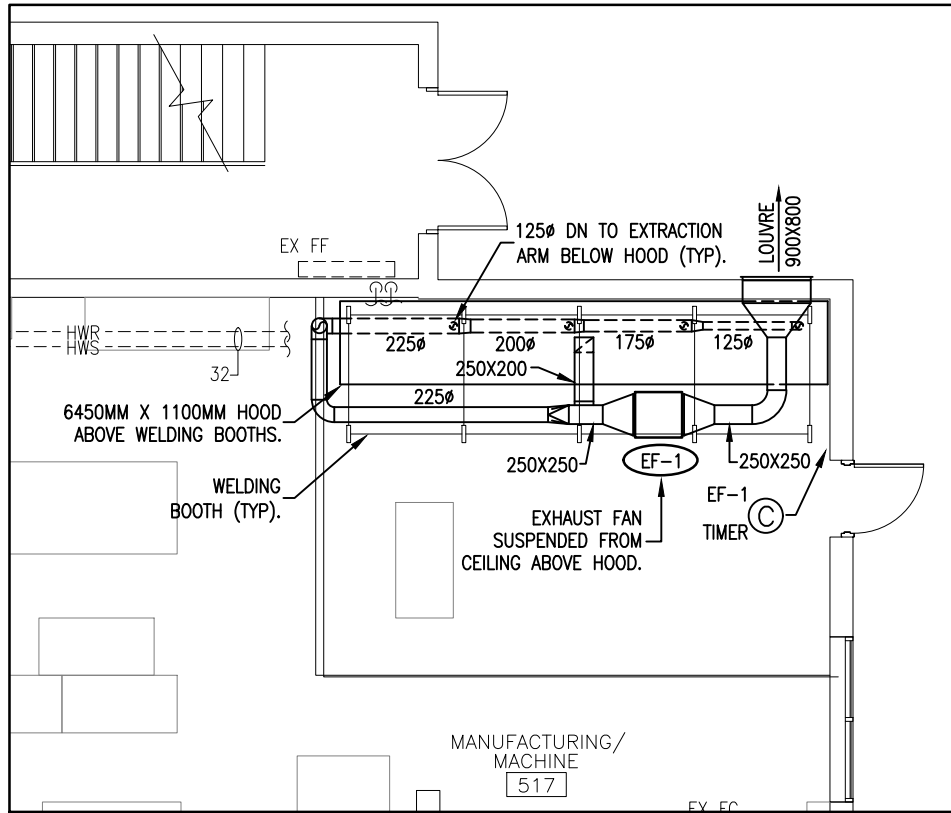 EX FF
125ø DN TO EXTRACTION
ARM BELOW HOOD (TYP).
LOUVRE
900X800
HWR
HWS
32
225ø
200ø
175ø
125ø
250X200
225ø
6450MM X 1100MM HOOD
ABOVE WELDING BOOTHS.
WELDING
BOOTH (TYP).
250X250
EF-1
250X250
EXHAUST FAN
SUSPENDED FROM
CEILING ABOVE HOOD.
EF-1
TIMER
C
MANUFACTURING/
MACHINE
517